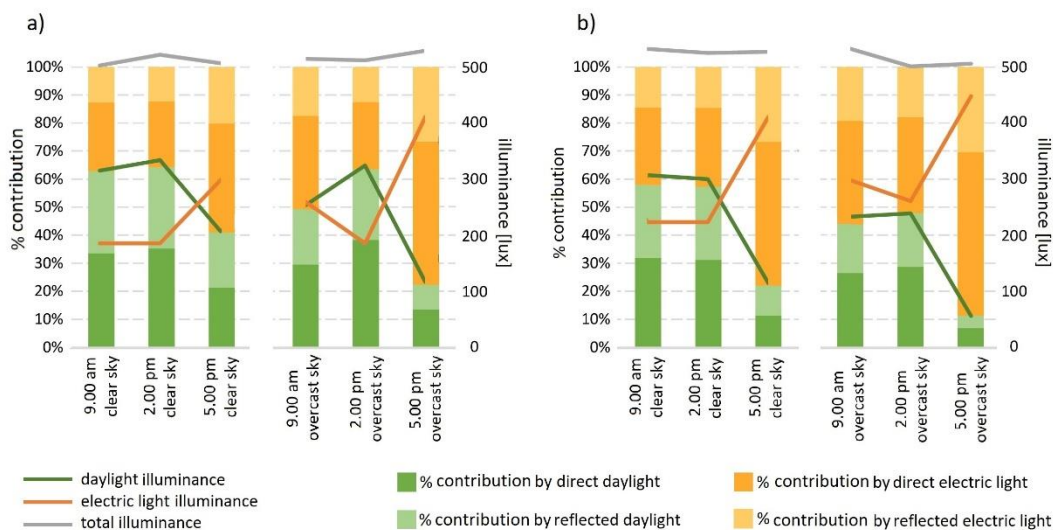 a)
100%
90%
80%
70%
60%
50%
40%
30%
20%
10%
0%
% contribution
500
400
300
200
100
0
illuminance [lux]
9.00 am
clear sky
2.00 pm
clear sky
5.00 pm
clear sky
9.00 am
overcast sky
2.00 pm
overcast sky
5.00 pm
overcast sky
b)
100%
90%
80%
70%
60%
50%
40%
30%
20%
10%
0%
% contribution
500
400
300
200
100
0
illuminance [lux]
9.00 am
clear sky
2.00 pm
clear sky
5.00 pm
clear sky
9.00 am
overcast sky
2.00 pm
overcast sky
5.00 pm
overcast sky
daylight illuminance
electric light illuminance
total illuminance
% contribution by direct daylight
% contribution by reflected daylight
% contribution by direct electric light
% contribution by reflected electric light